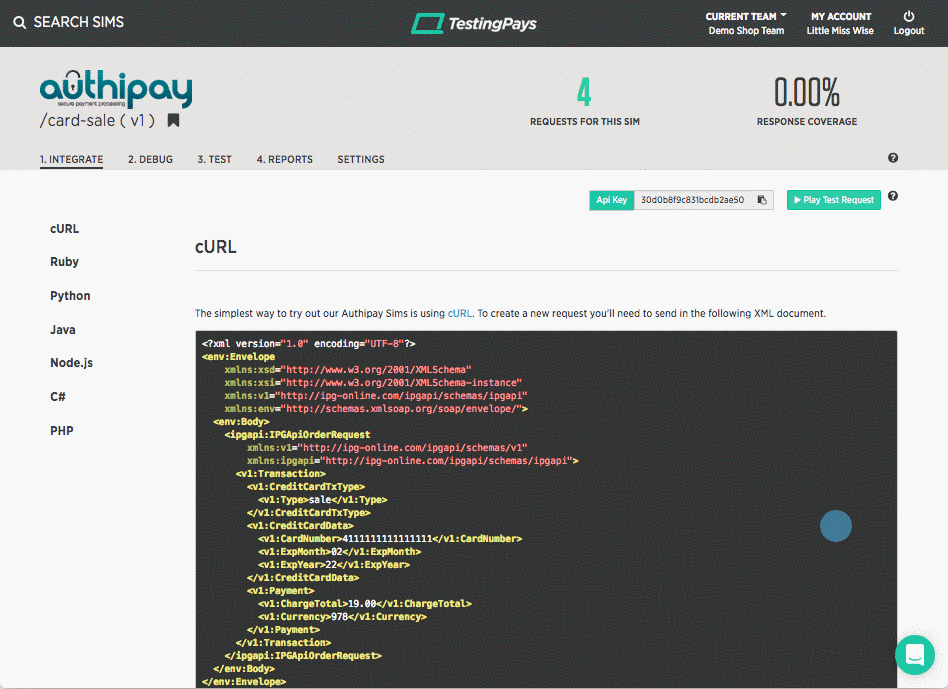 SEARCH SIMS
TestingPays
CURRENT TEAM
Demo Shop Team
MY ACCOUNT
Little Miss Wise
Logout
authipay
secure payment processing
/card-sale ( v1 )
4
REQUESTS FOR THIS SIM
0.00%
RESPONSE COVERAGE
1. INTEGRATE 2. DEBUG 3. TEST 4. REPORTS SETTINGS ?
Api Key 30d0b8f9c831bcdb2ae50 Play Test Request ?
cURL
Ruby
Python
Java
Node.js
C#
PHP
cURL
The simplest way to try out our Authipay Sims is using cURL. To create a new request you'll need to send in the following XML document.
<?xml version="1.0" encoding="UTF-8"?>
<env:Envelope
xmlns:xsd="http://www.w3.org/2001/XMLSchema"
xmlns:xsi="http://www.w3.org/2001/XMLSchema-instance"
xmlns:v1="http://ipg-online.com/ipgapi/schemas/ipgapi"
xmlns:env="http://schemas.xmlsoap.org/soap/envelope/">
<env:Body>
<ipgapi:IPGApiOrderRequest
xmlns:v1="http://ipg-online.com/ipgapi/schemas/v1"
xmlns:ipgapi="http://ipg-online.com/ipgapi/schemas/ipgapi">
<v1:Transaction>
<v1:CreditCardTxType>
<v1:Type>sale</v1:Type>
</v1:CreditCardTxType>
<v1:CreditCardData>
<v1:CardNumber>4111111111111111</v1:CardNumber>
<v1:ExpMonth>02</v1:ExpMonth>
<v1:ExpYear>22</v1:ExpYear>
</v1:CreditCardData>
<v1:Payment>
<v1:ChargeTotal>19.00</v1:ChargeTotal>
<v1:Currency>978</v1:Currency>
</v1:Payment>
</v1:Transaction>
</ipgapi:IPGApiOrderRequest>
</env:Body>
</env:Envelope>